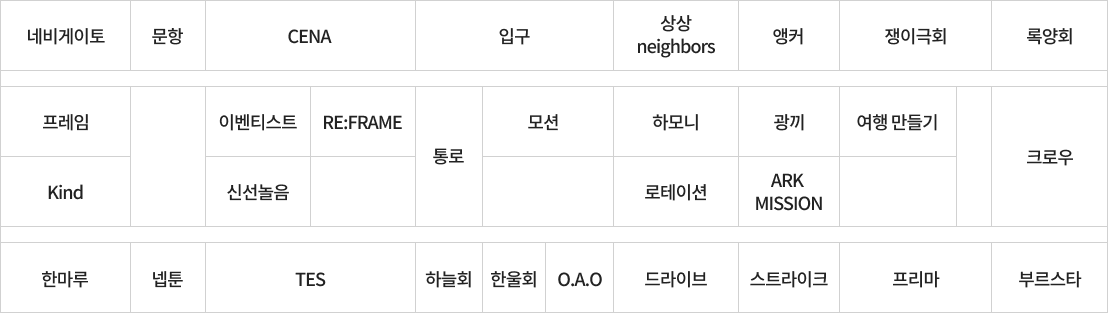 네비게이토
문항
CENA
입구
상상
neighbors
앵커
쟁이극회
록양회
프레임
이벤티스트
RE:FRAME
통로
모션
하모니
광끼
여행 만들기
크로우
Kind
신선놀음
로테이션
ARK
MISSION
한마루
넵튠
TES
하늘회
한울회
O.A.O
드라이브
스트라이크
프리마
부르스타